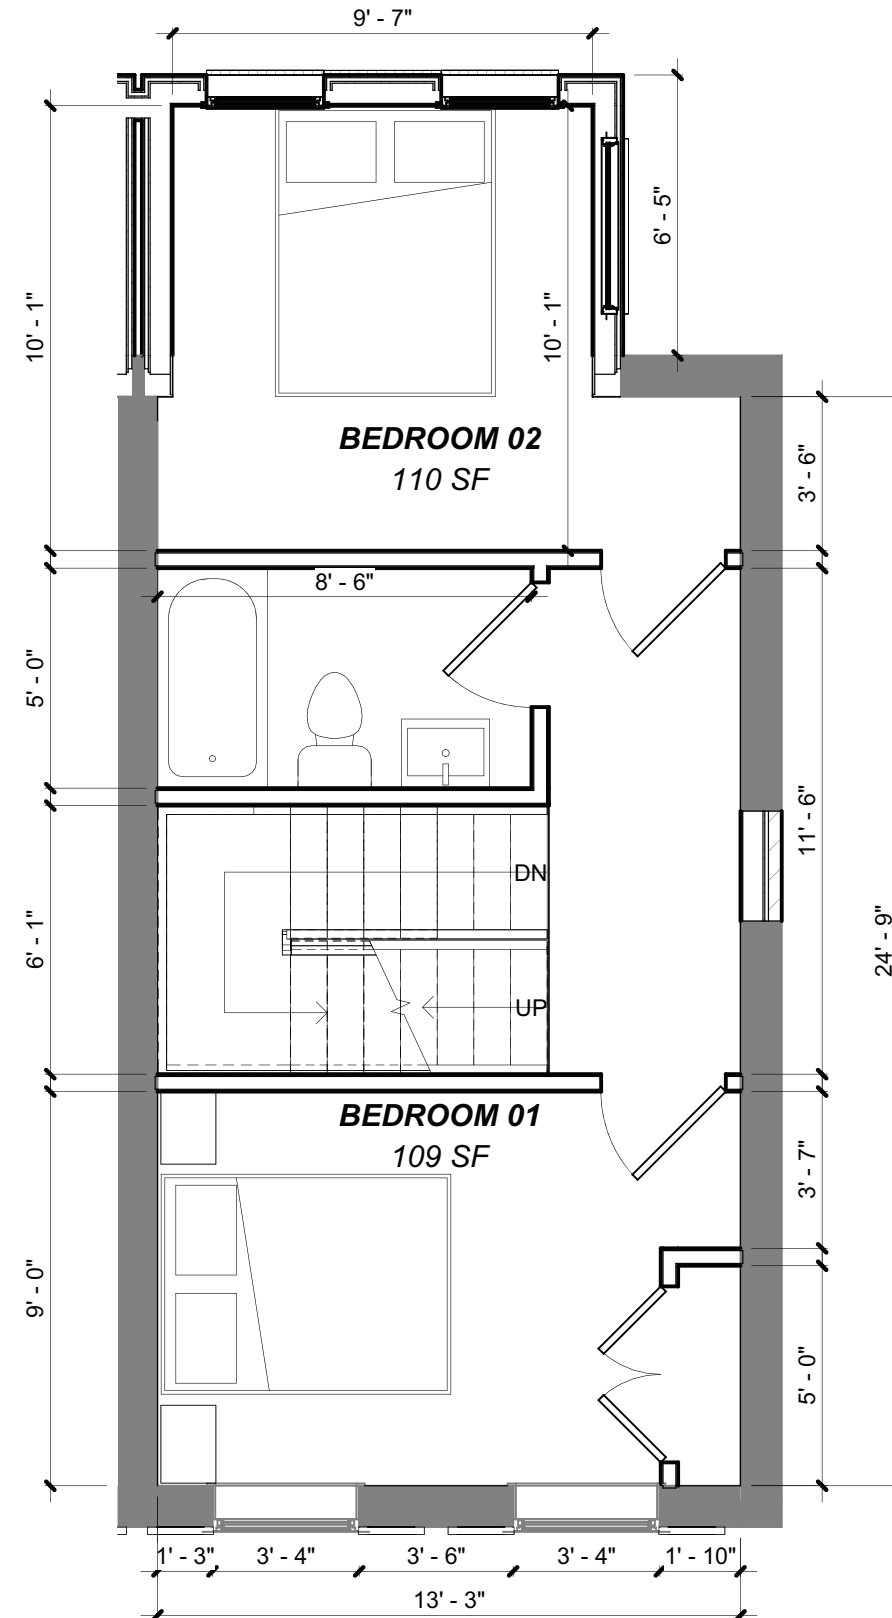 9' - 7"
6' - 5"
10' - 1"
10' - 1"
BEDROOM 02
110 SF
3' - 6"
8' - 6"
5' - 0"
11' - 6"
DN
6' - 1"
24' - 9"
UP
BEDROOM 01
109 SF
3' - 7"
9' - 0"
5' - 0"
1' - 3"
3' - 4"
3' - 6"
3' - 4"
1' - 10"
13' - 3"